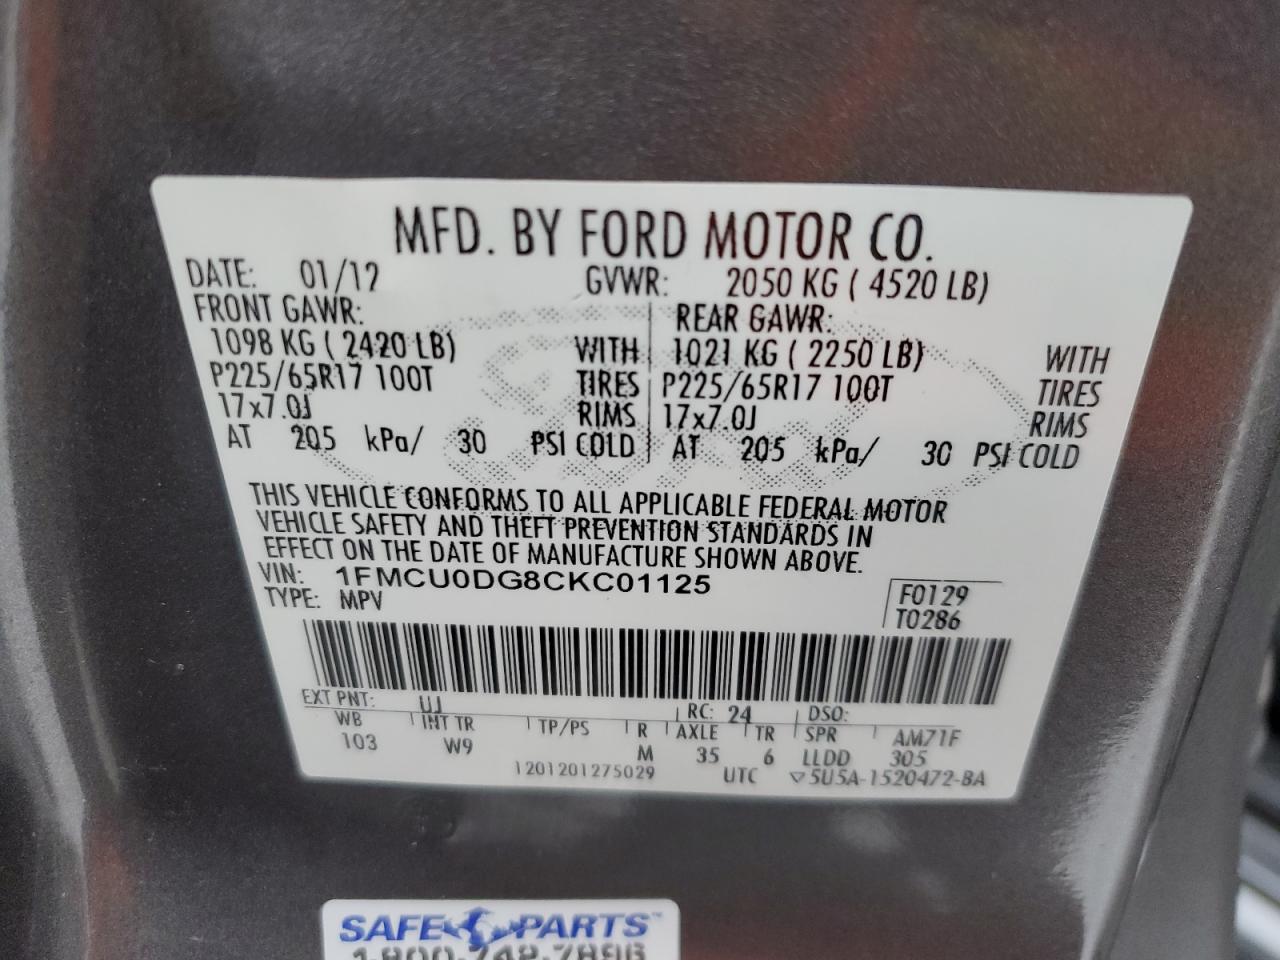 MFD. BY FORD MOTOR CO.
DATE: 01/12 GVWR: 2050 KG ( 4520 LB)
FRONT GAWR: REAR GAWR:
1098 KG ( 2420 LB) WITH 1021 KG ( 2250 LB) WITH
P225/65R17 100T TIRES P225/65R17 100T TIRES
17x7.0J RIMS 17x7.0J RIMS
AT 205 kPa/ 30 PSI COLD AT 205 kPa/ 30 PSI COLD
THIS VEHICLE CONFORMS TO ALL APPLICABLE FEDERAL MOTOR
VEHICLE SAFETY AND THEFT PREVENTION STANDARDS IN
EFFECT ON THE DATE OF MANUFACTURE SHOWN ABOVE.
VIN: 1FMCU0DG8CKC01125
TYPE: MPV
F0129
T0286
EXT PNT: UJ RC: 24 DSO:
WB INT TR TP/PS R AXLE TR SPR AM71F
103 W9 M 35 6 LLDD 305
1201201275029 UTC ▽5U5A-1520472-BA
SAFE PARTS™
1-800-742-7896